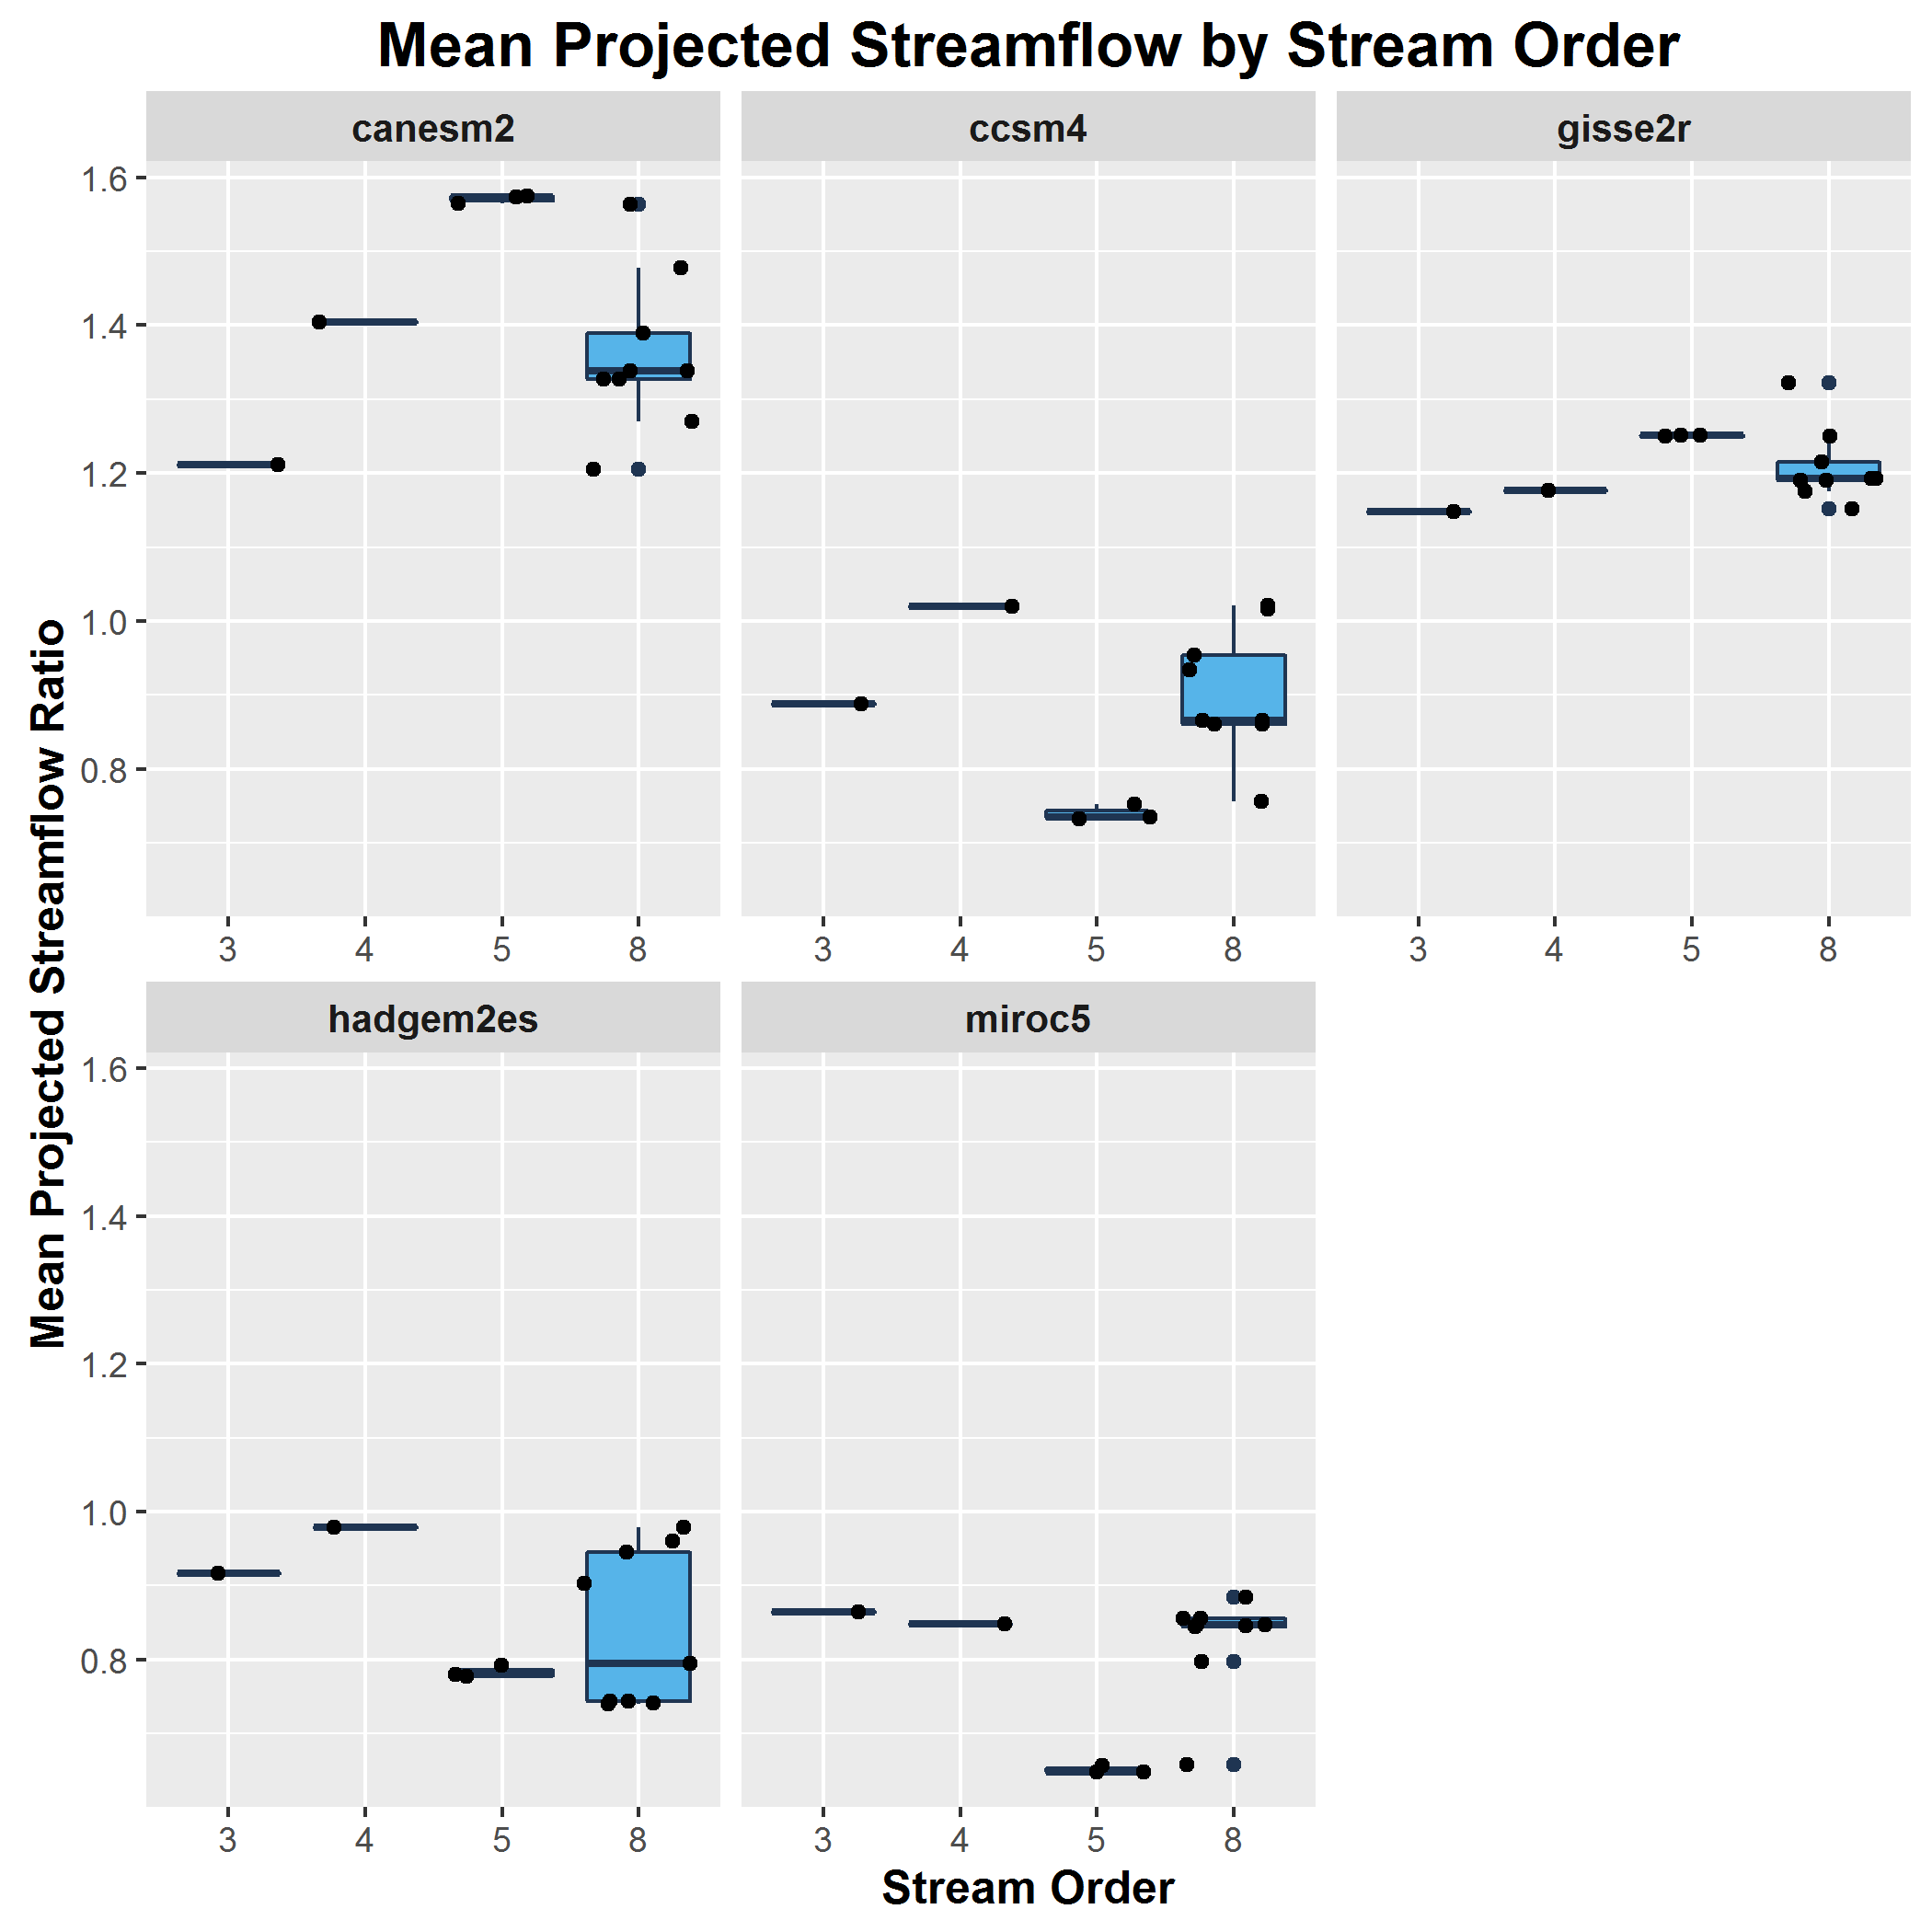 Mean Projected Streamflow by Stream Order
canesm2
ccsm4
gisse2r
1.6
1.4
1.2
1.0
0.8
3 4 5 8
3 4 5 8
3 4 5 8
Mean Projected Streamflow Ratio
hadgem2es
miroc5
1.6
1.4
1.2
1.0
0.8
3 4 5 8
3 4 5 8
Stream Order